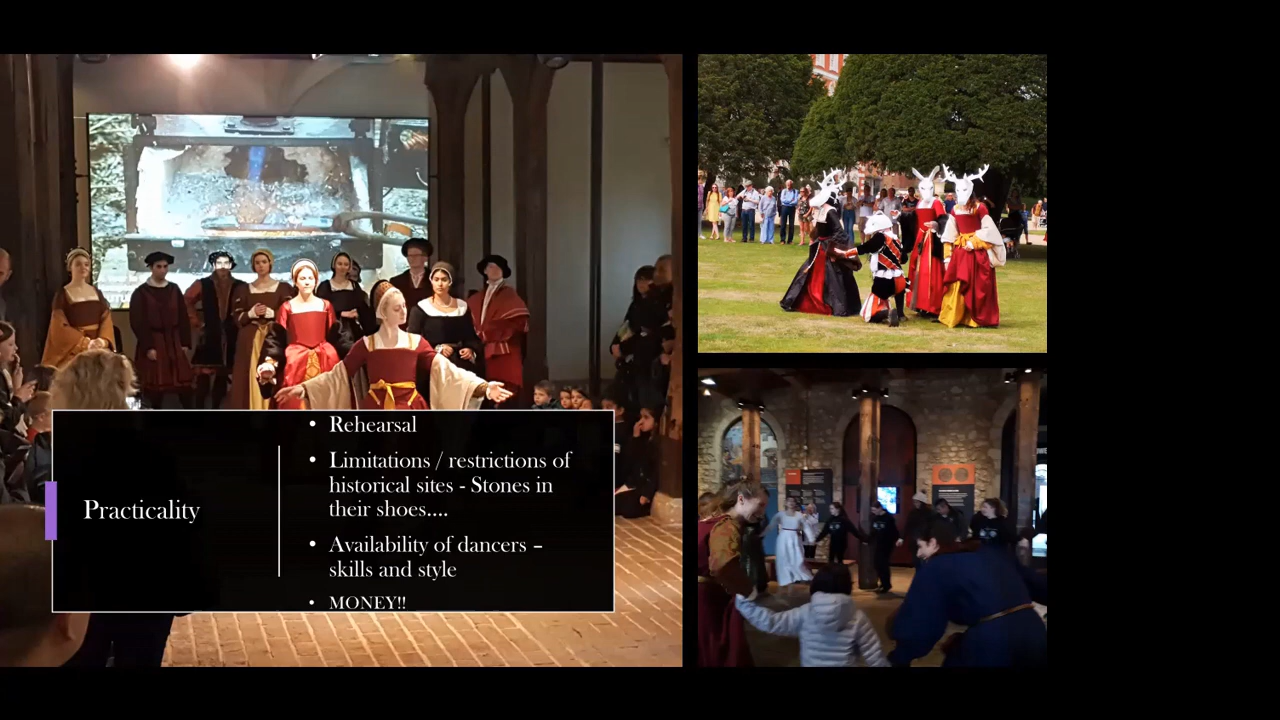 Practicality
• Rehearsal
• Limitations / restrictions of
historical sites - Stones in
their shoes....
• Availability of dancers –
skills and style
• MONEY!!